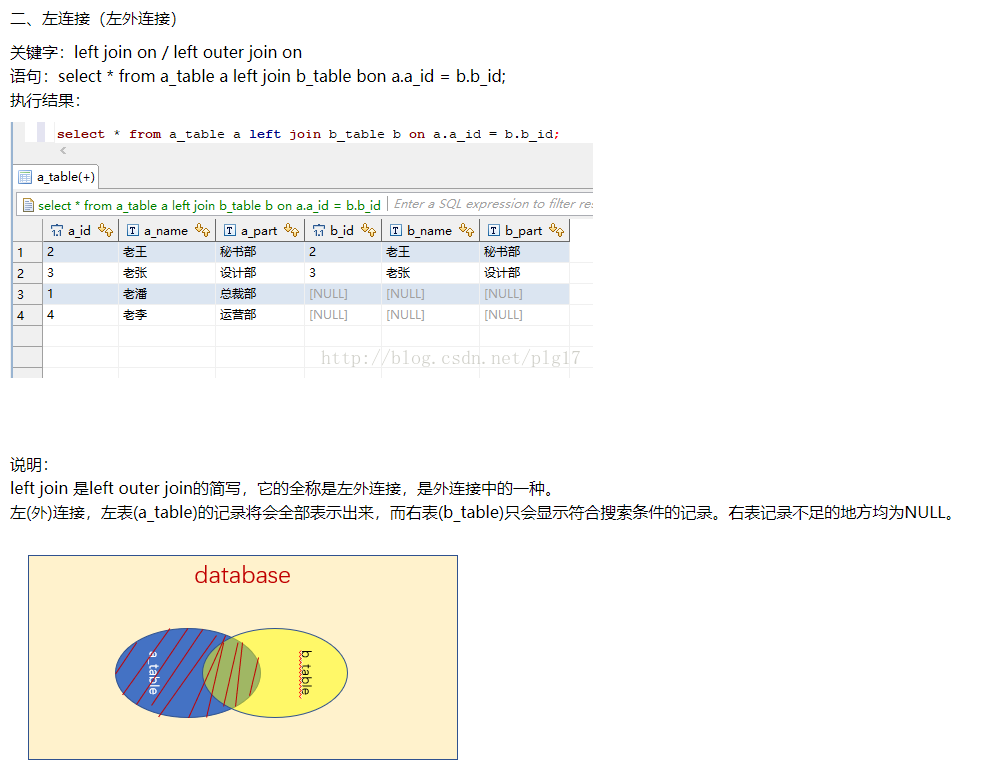 二、左连接（左外连接）
关键字：left join on / left outer join on
语句：select * from a_table a left join b_table bon a.a_id = b.b_id;
执行结果：
select * from a_table a left join b_table b on a.a_id = b.b_id;
a_table(+)
select * from a_table a left join b_table b on a.a_id = b.b_id Enter a SQL expression to filter res
a_id a_name a_part b_id b_name b_part
1 2 老王 秘书部 2 老王 秘书部
2 3 老张 设计部 3 老张 设计部
3 1 老潘 总裁部 [NULL] [NULL] [NULL]
4 4 老李 运营部 [NULL] [NULL] [NULL]
http://blog.csdn.net/plg17
说明：
left join 是left outer join的简写，它的全称是左外连接，是外连接中的一种。
左(外)连接，左表(a_table)的记录将会全部表示出来，而右表(b_table)只会显示符合搜索条件的记录。右表记录不足的地方均为NULL。
database
a_table
b_table